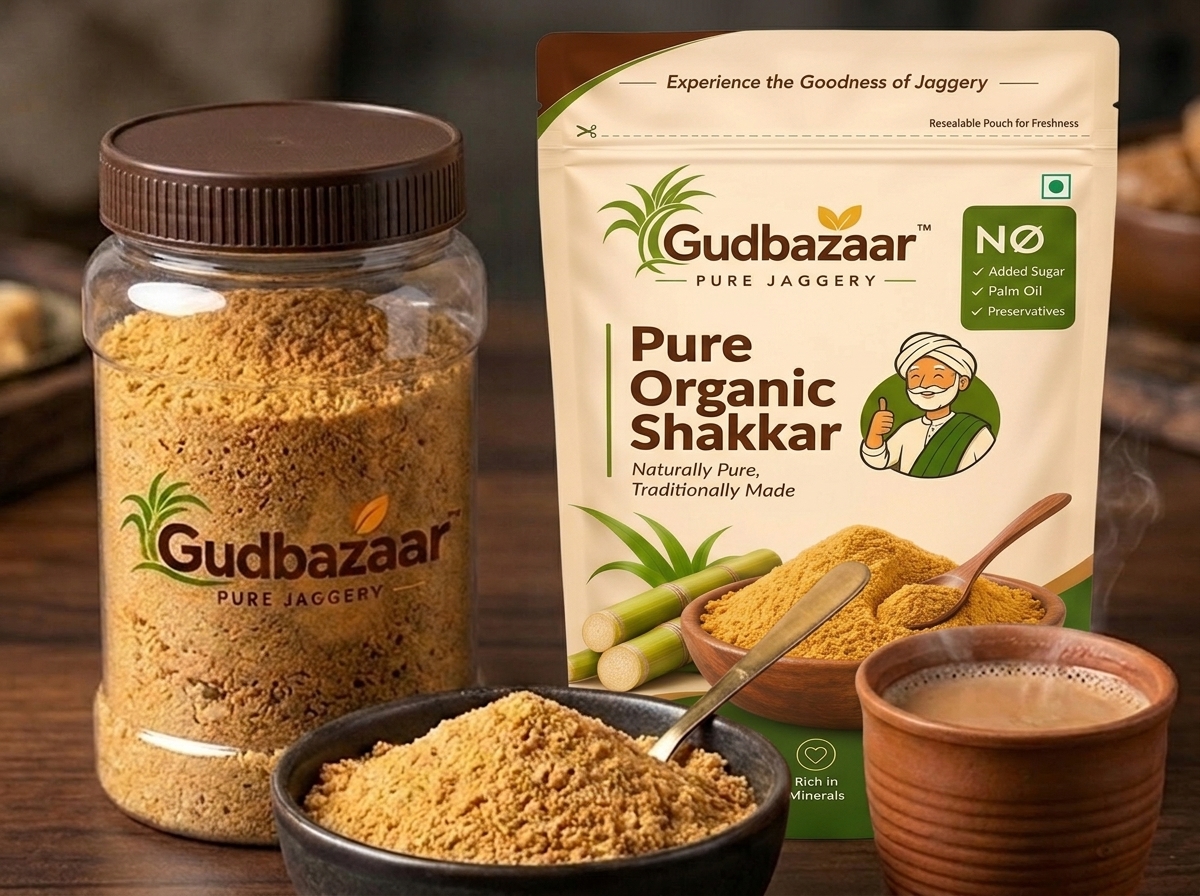 Experience the Goodness of Jaggery
Resealable Pouch for Freshness
Gudbazaar™
PURE JAGGERY
NØ
Added Sugar
Palm Oil
Preservatives
Pure
Organic
Shakkar
Naturally Pure,
Traditionally Made
Rich in
Minerals
Gudbazaar™
PURE JAGGERY